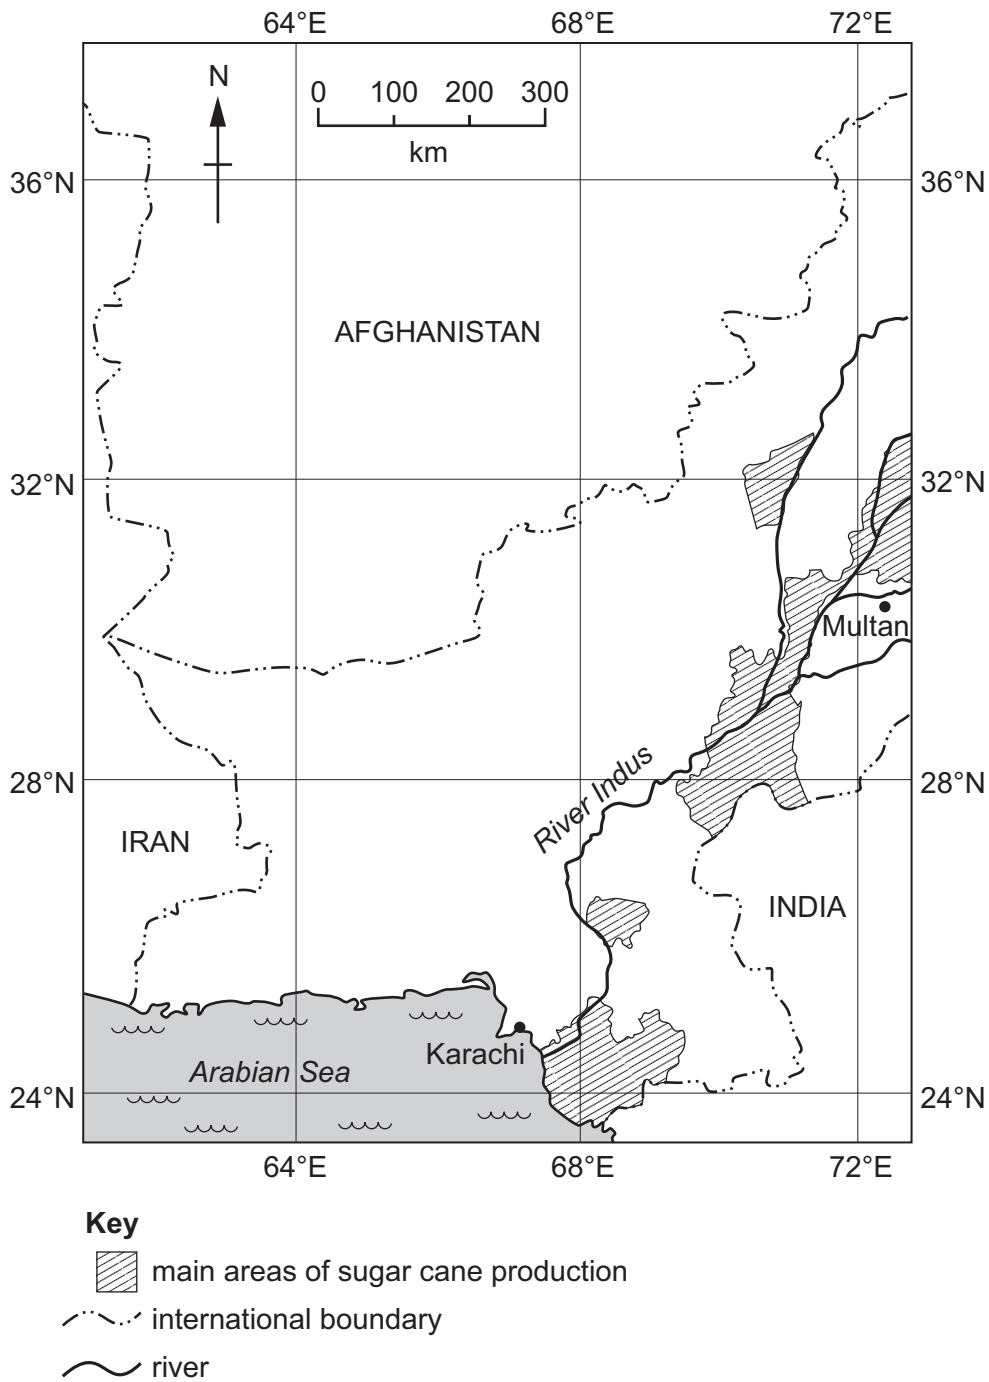 64°E 68°E 72°E
N
0 100 200 300
km
36°N 36°N
AFGHANISTAN
32°N 32°N
Multan
28°N 28°N
River Indus
IRAN
INDIA
Karachi
Arabian Sea
24°N 24°N
64°E 68°E 72°E
Key
main areas of sugar cane production
international boundary
river